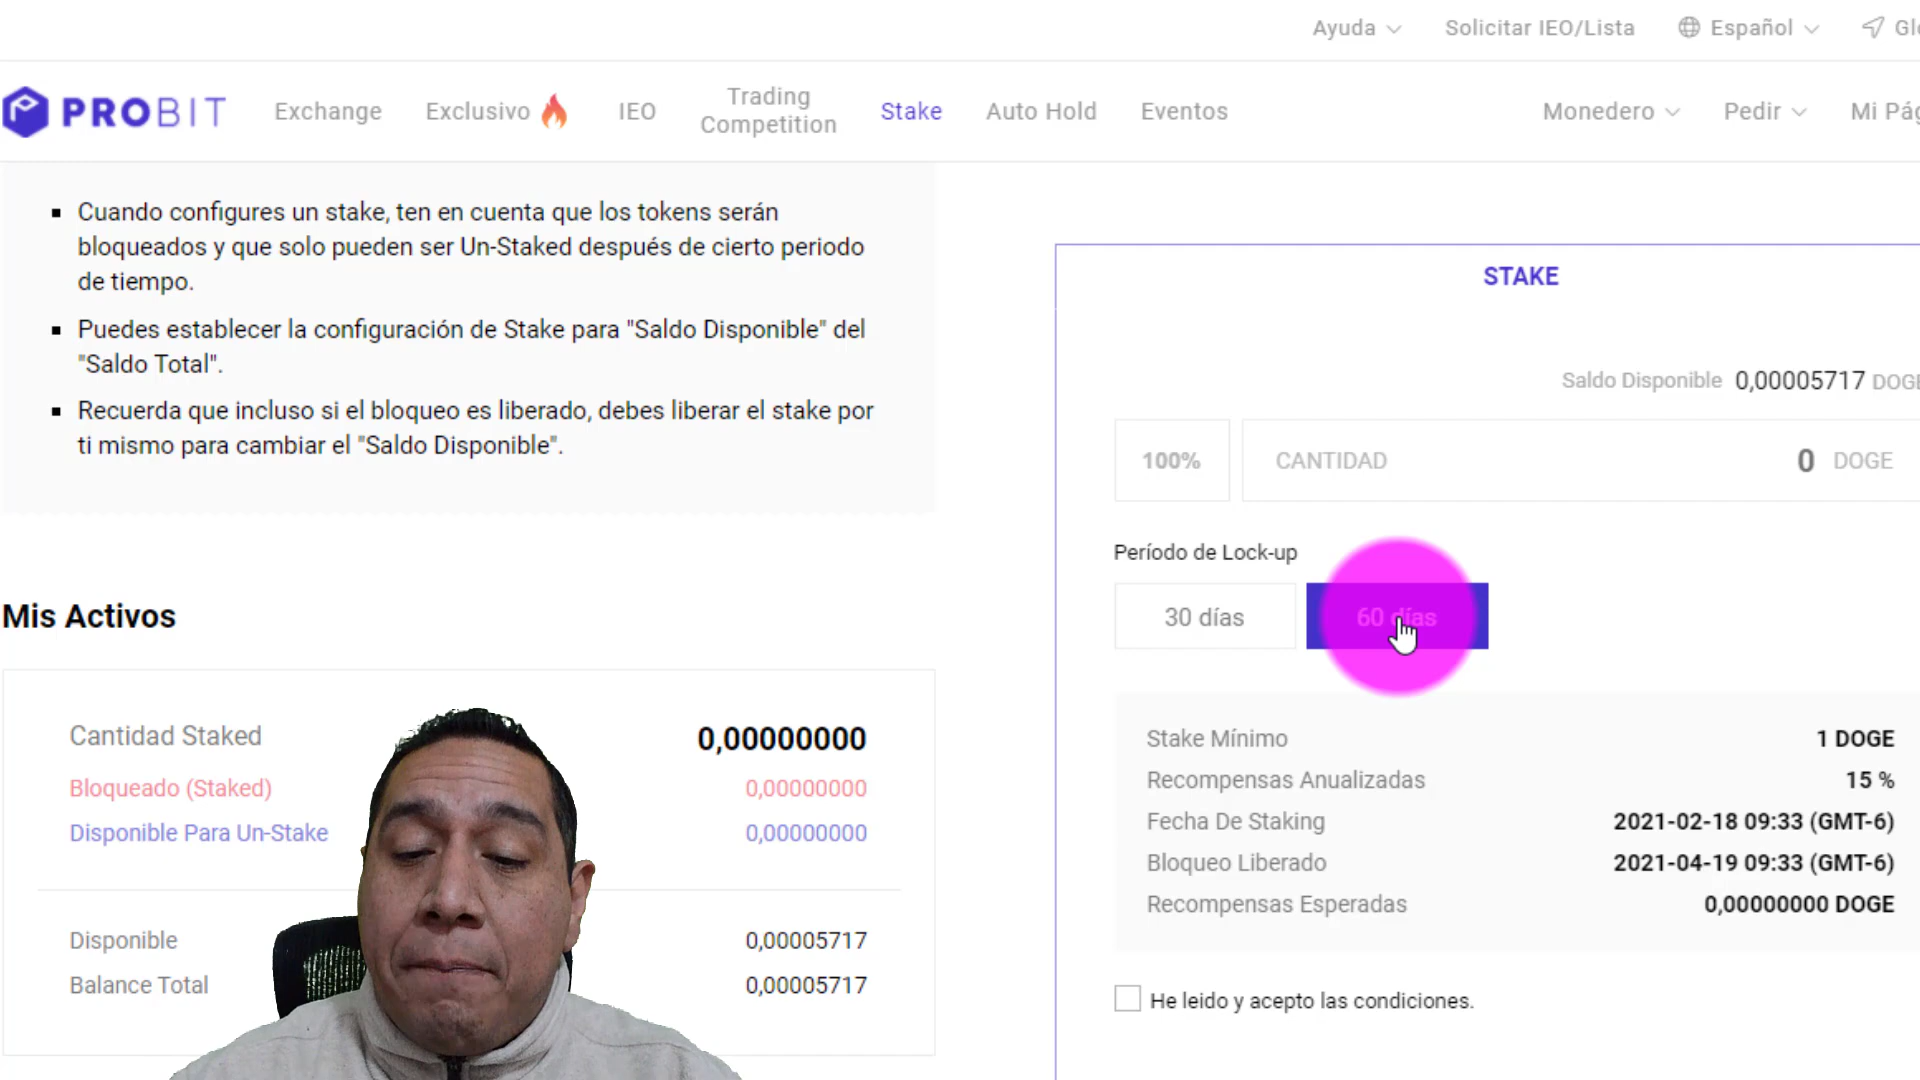 Ayuda
Solicitar IEO/Lista
Español
PROBIT
Exchange
Exclusivo
IEO
Trading
Competition
Stake
Auto Hold
Eventos
Monedero
Pedir
Mi
Cuando configures un stake, ten en cuenta que los tokens serán
bloqueados y que solo pueden ser Un-Staked después de cierto periodo
de tiempo.
Puedes establecer la configuración de Stake para "Saldo Disponible" del
"Saldo Total".
Recuerda que incluso si el bloqueo es liberado, debes liberar el stake por
ti mismo para cambiar el "Saldo Disponible".
Mis Activos
Cantidad Staked 0,00000000
Bloqueado (Staked) 0,00000000
Disponible Para Un-Stake 0,00000000
Disponible 0,00005717
Balance Total 0,00005717
STAKE
Saldo Disponible 0,00005717 DOGE
100%
CANTIDAD 0 DOGE
Período de Lock-up
30 días
60 días
Stake Mínimo 1 DOGE
Recompensas Anualizadas 15 %
Fecha De Staking 2021-02-18 09:33 (GMT-6)
Bloqueo Liberado 2021-04-19 09:33 (GMT-6)
Recompensas Esperadas 0,00000000 DOGE
He leido y acepto las condiciones.